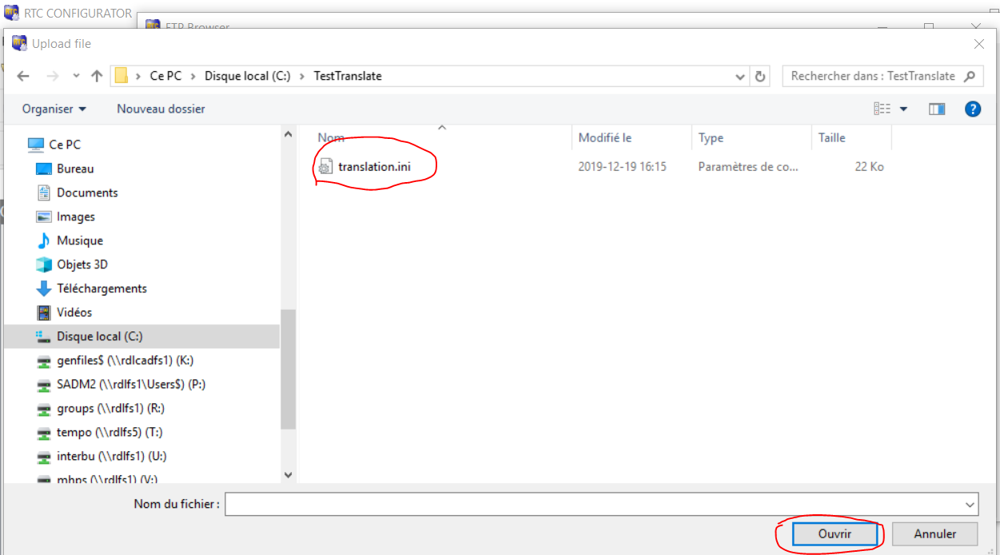 RTC CONFIGURATOR
FTP Browser
Upload file
Ce PC > Disque local (C:) > TestTranslate
Rechercher dans : TestTranslate
Organiser
Nouveau dossier
?
Nom
Modifié le
Type
Taille
translation.ini
2019-12-19 16:15
Paramètres de co...
22 Ko
Ce PC
Bureau
Documents
Images
Musique
Objets 3D
Téléchargements
Vidéos
Disque local (C:)
genfiles$ (\\rdlcadfs1) (K:)
SADM2 (\\rdlfs1\Users$) (P:)
groups (\\rdlfs1) (R:)
tempo (\\rdlfs5) (T:)
interbu (\\rdlfs1) (U:)
mhps (\\rdlfs1) (V:)
Nom du fichier :
Ouvrir
Annuler